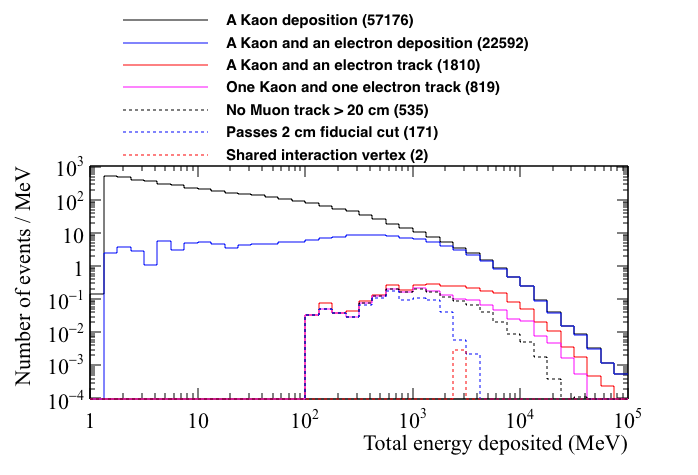 A Kaon deposition (57176)
A Kaon and an electron deposition (22592)
A Kaon and an electron track (1810)
One Kaon and one electron track (819)
No Muon track > 20 cm (535)
Passes 2 cm fiducial cut (171)
Shared interaction vertex (2)
Number of events / MeV
10³
10²
10
1
10⁻¹
10⁻²
10⁻³
10⁻⁴
1 10 10² 10³ 10⁴ 10⁵
Total energy deposited (MeV)